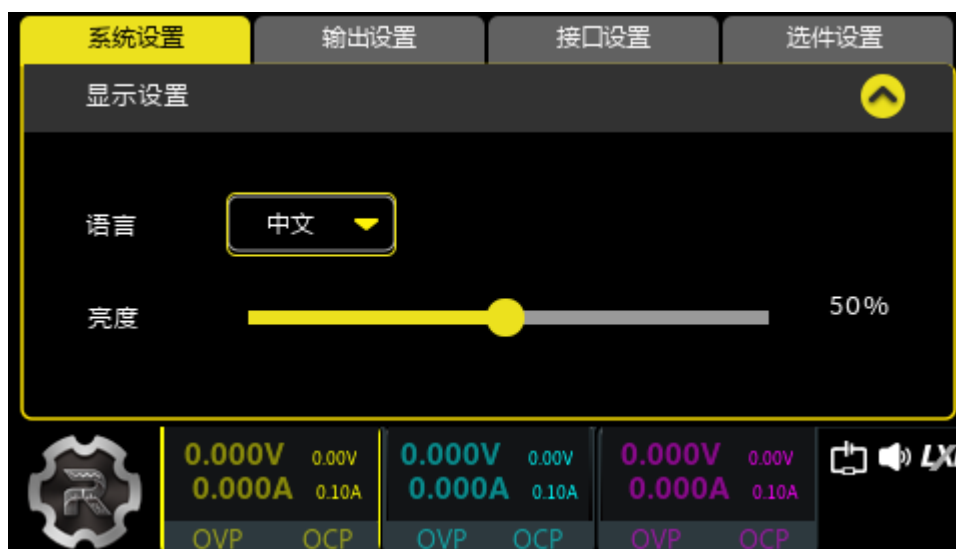 系统设置 输出设置 接口设置 选件设置
显示设置
语言 中文
亮度 50%
0.000V 0.00V 0.000V 0.00V 0.000V 0.00V
0.000A 0.10A 0.000A 0.10A 0.000A 0.10A
OVP OCP OVP OCP OVP OCP